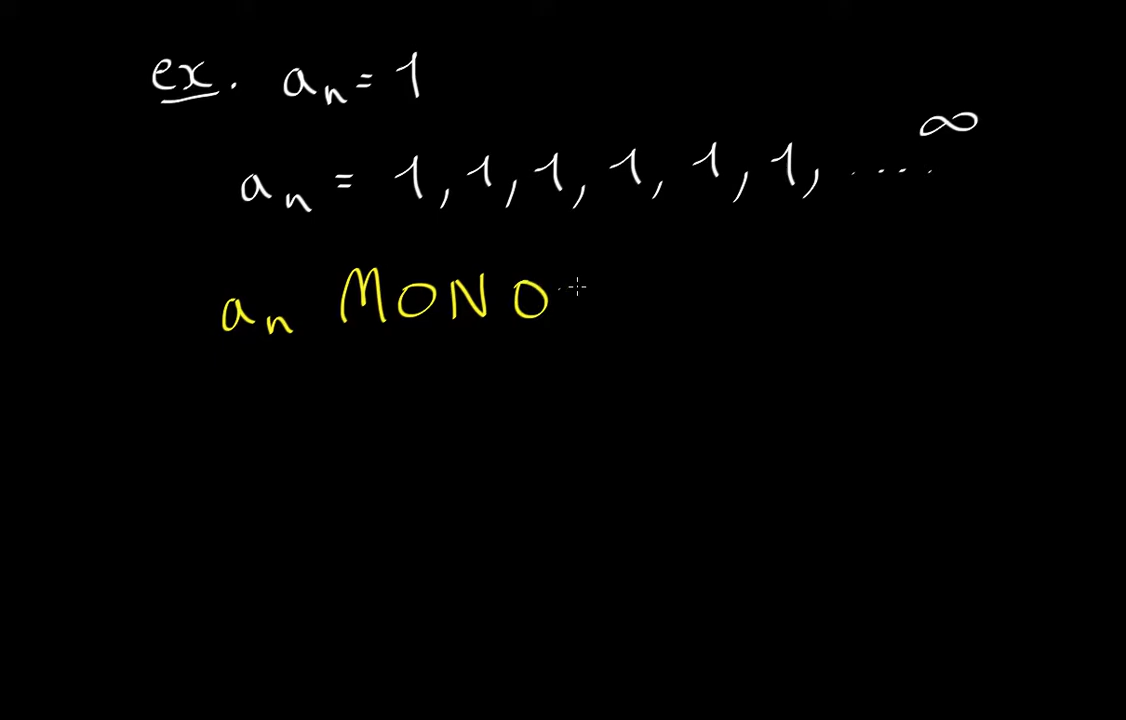 ex. aₙ = 1
aₙ = 1, 1, 1, 1, 1, 1, .... ∞
aₙ MONO